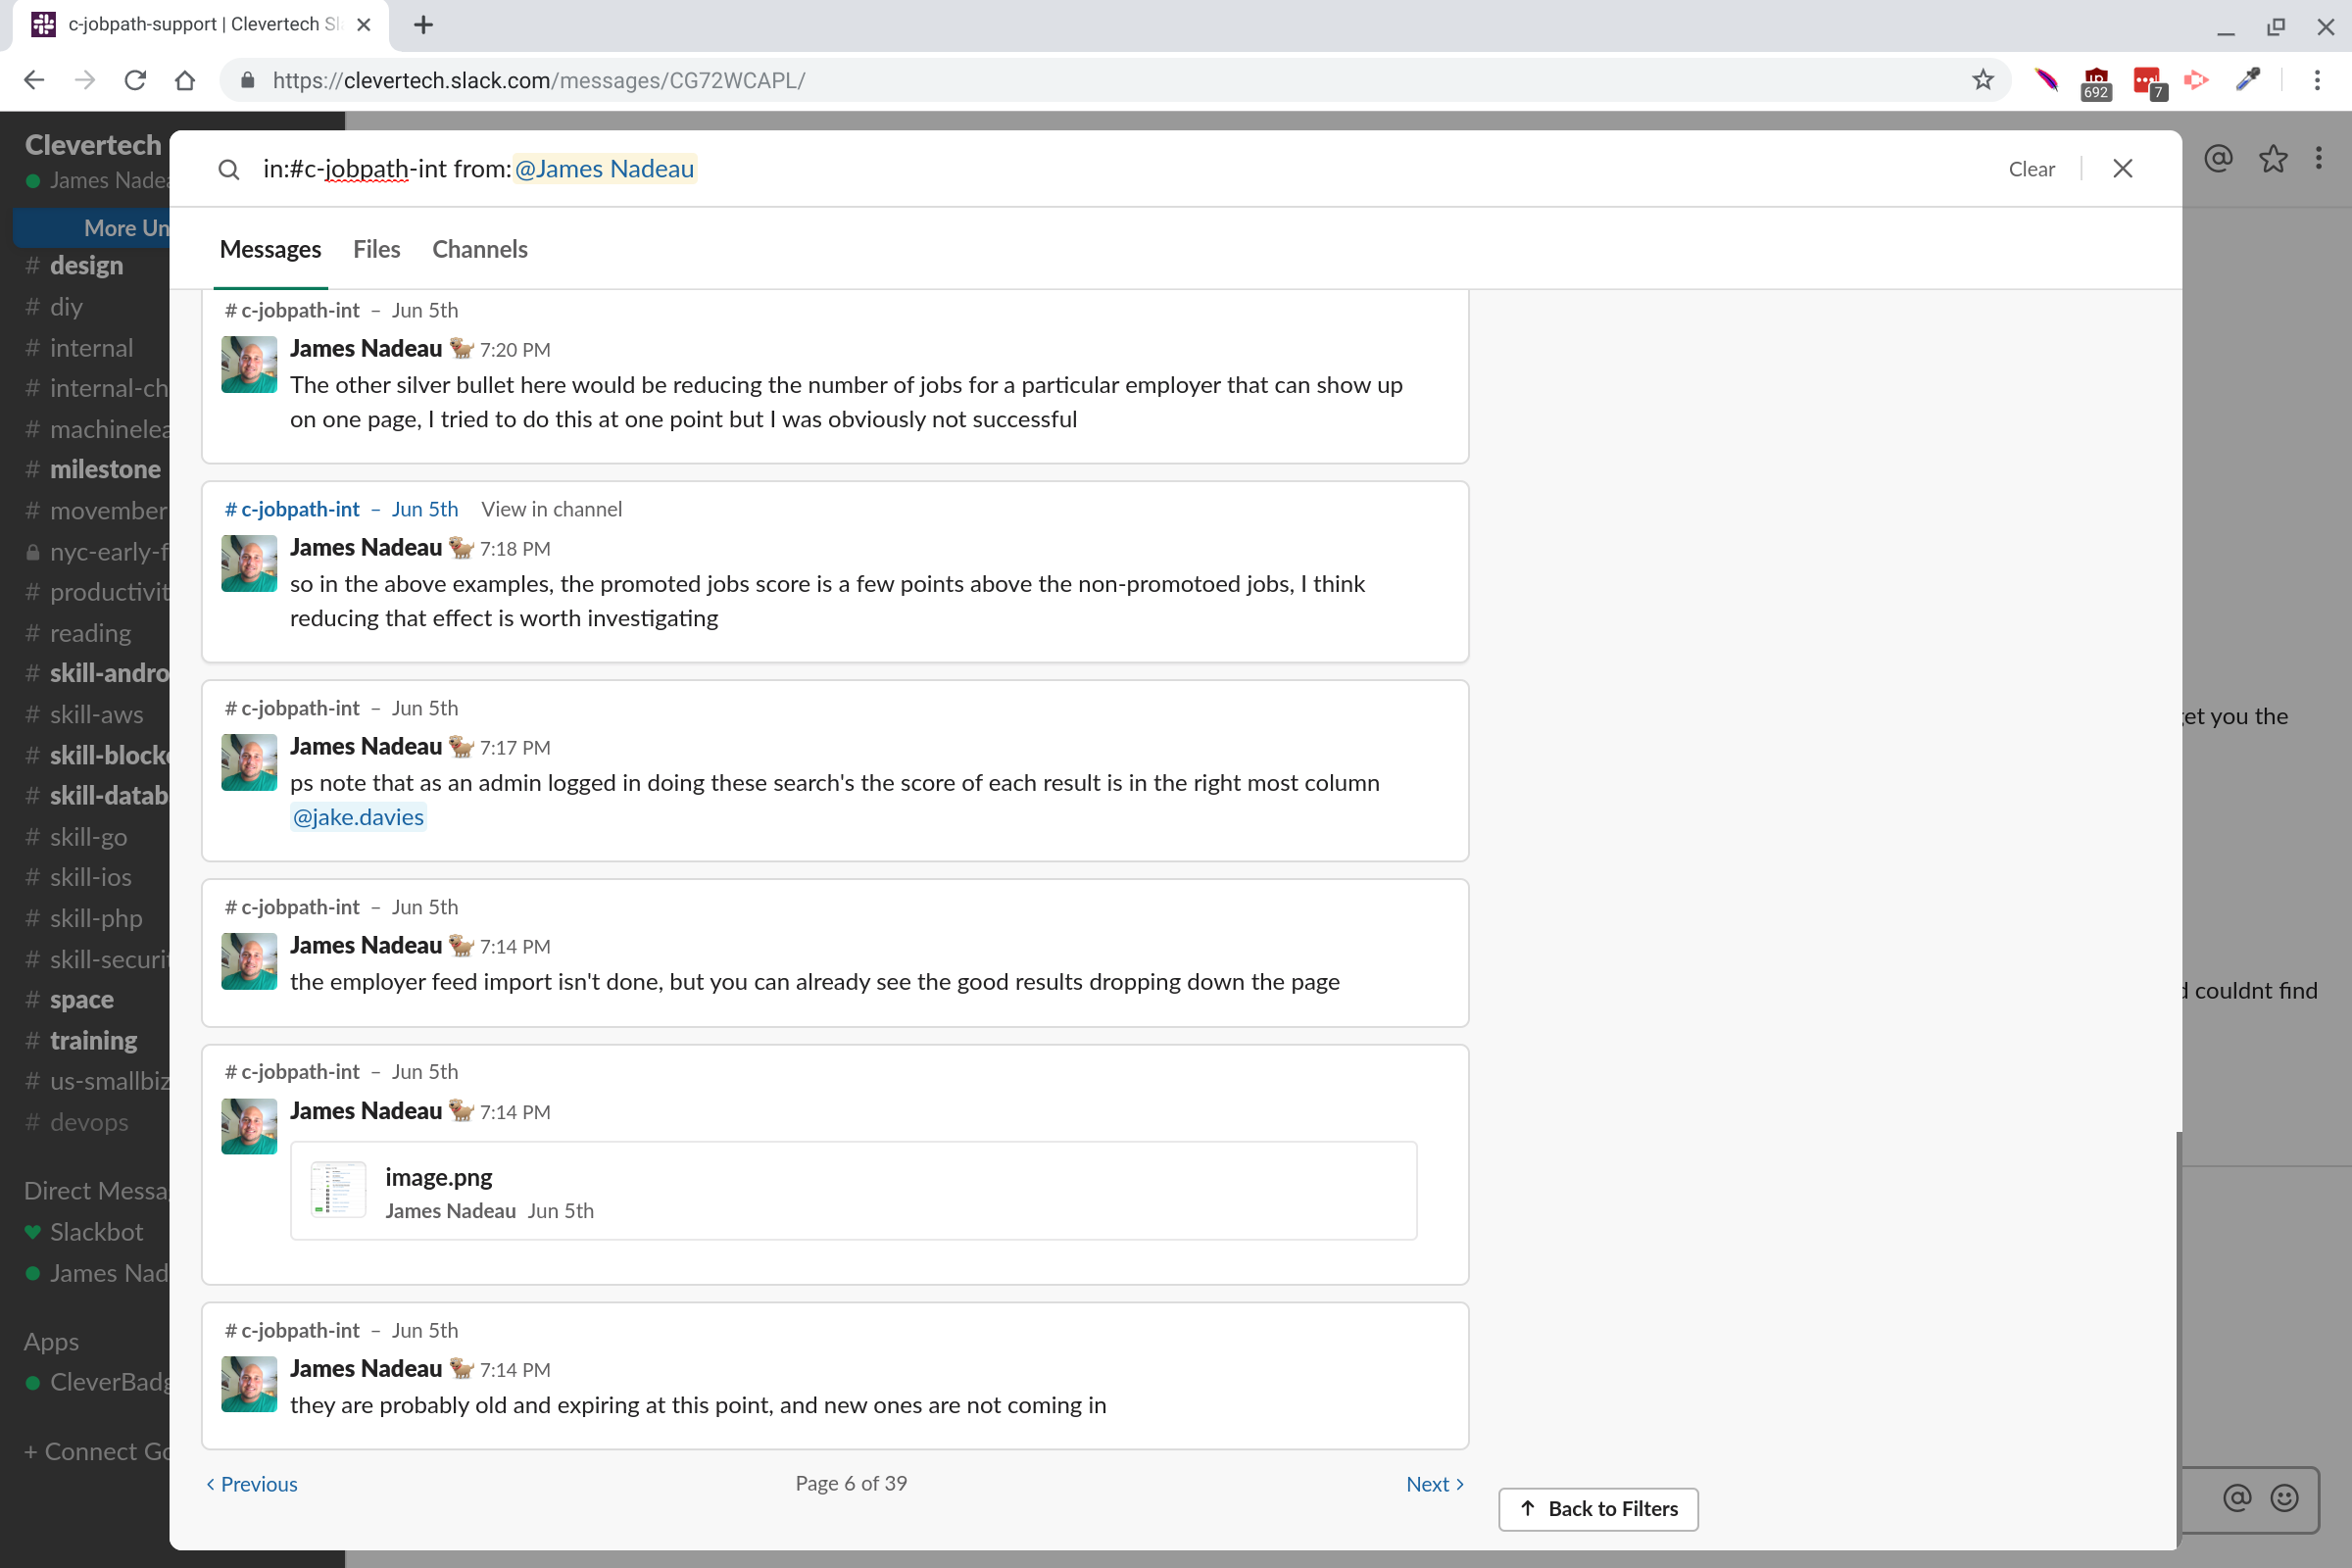 c-jobpath-support | Clevertech Sl
https://clevertech.slack.com/messages/CG72WCAPL/
692
7
Clevertech
James Nadea
More Un
# design
# diy
# internal
# internal-ch
# machinelea
# milestone
# movember
nyc-early-f
# productivit
# reading
# skill-andro
# skill-aws
# skill-blocko
# skill-datab
# skill-go
# skill-ios
# skill-php
# skill-securit
# space
# training
# us-smallbiz
# devops
Direct Messa
Slackbot
James Nad
Apps
CleverBadg
+ Connect Go
in:#c-jobpath-int from:@James Nadeau
Clear
Messages Files Channels
# c-jobpath-int – Jun 5th
James Nadeau 7:20 PM
The other silver bullet here would be reducing the number of jobs for a particular employer that can show up
on one page, I tried to do this at one point but I was obviously not successful
# c-jobpath-int – Jun 5th View in channel
James Nadeau 7:18 PM
so in the above examples, the promoted jobs score is a few points above the non-promotoed jobs, I think
reducing that effect is worth investigating
# c-jobpath-int – Jun 5th
James Nadeau 7:17 PM
ps note that as an admin logged in doing these search's the score of each result is in the right most column
@jake.davies
# c-jobpath-int – Jun 5th
James Nadeau 7:14 PM
the employer feed import isn't done, but you can already see the good results dropping down the page
# c-jobpath-int – Jun 5th
James Nadeau 7:14 PM
image.png
James Nadeau Jun 5th
# c-jobpath-int – Jun 5th
James Nadeau 7:14 PM
they are probably old and expiring at this point, and new ones are not coming in
Previous
Page 6 of 39
Next
Back to Filters
et you the
d couldnt find